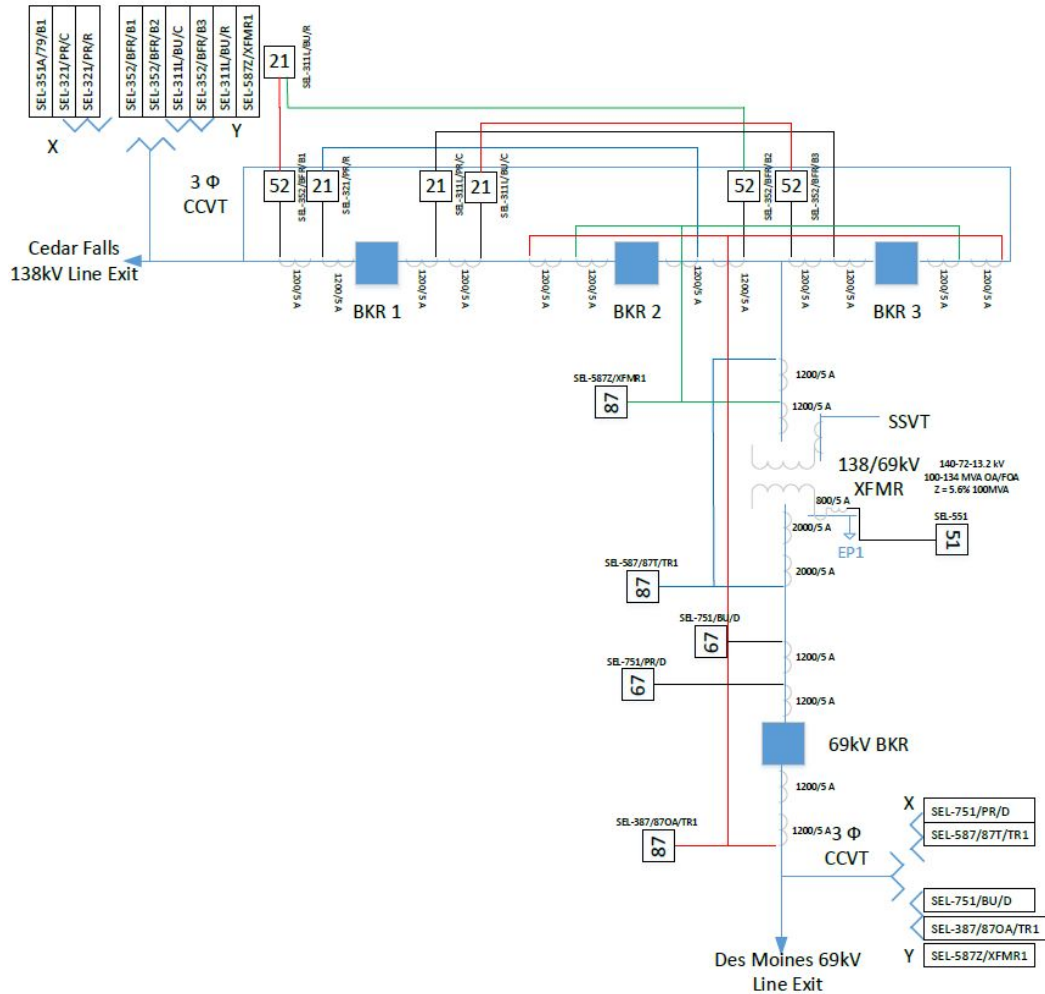 SEL-351A/79/B1
SEL-321/PR/C
SEL-321/PR/R
SEL-352/BFR/B1
SEL-352/BFR/B2
SEL-311L/BU/C
SEL-352/BFR/B3
SEL-311L/BU/R
SEL-587Z/XFMR1
X
Y
21
SEL-311L/BU/R
3 Φ
CCVT
52
SEL-352/BFR/B1
21
SEL-321/PR/R
21
SEL-311L/PR/C
21
SEL-311L/BU/C
52
SEL-352/BFR/B2
52
SEL-352/BFR/B3
Cedar Falls
138kV Line Exit
1200/5 A
1200/5 A
BKR 1
1200/5 A
1200/5 A
1200/5 A
1200/5 A
BKR 2
1200/5 A
1200/5 A
1200/5 A
1200/5 A
BKR 3
1200/5 A
1200/5 A
1200/5 A
SEL-587Z/XFMR1
87
1200/5 A
SSVT
138/69kV
XFMR
140-72-13.2 kV
100-134 MVA OA/FOA
Z = 5.6% 100MVA
800/5 A
2000/5 A
SEL-551
51
EP1
SEL-587/87T/TR1
87
2000/5 A
SEL-751/BU/D
67
1200/5 A
SEL-751/PR/D
67
1200/5 A
69kV BKR
1200/5 A
SEL-387/87OA/TR1
87
1200/5 A
3 Φ
CCVT
X
SEL-751/PR/D
SEL-587/87T/TR1
SEL-751/BU/D
SEL-387/87OA/TR1
Y
SEL-587Z/XFMR1
Des Moines 69kV
Line Exit